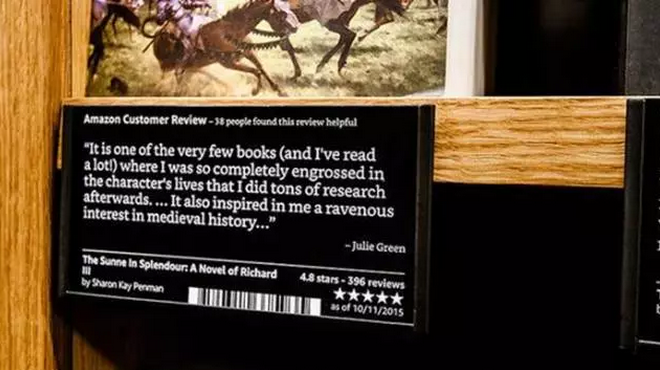 Amazon Customer Review – 38 people found this review helpful
“It is one of the very few books (and I've read
a lot!) where I was so completely engrossed in
the character's lives that I did tons of research
afterwards. ... It also inspired in me a ravenous
interest in medieval history...”
– Julie Green
The Sunne In Splendour: A Novel of Richard
III
by Sharon Kay Penman
4.8 stars – 396 reviews
★★★★★
as of 10/11/2015